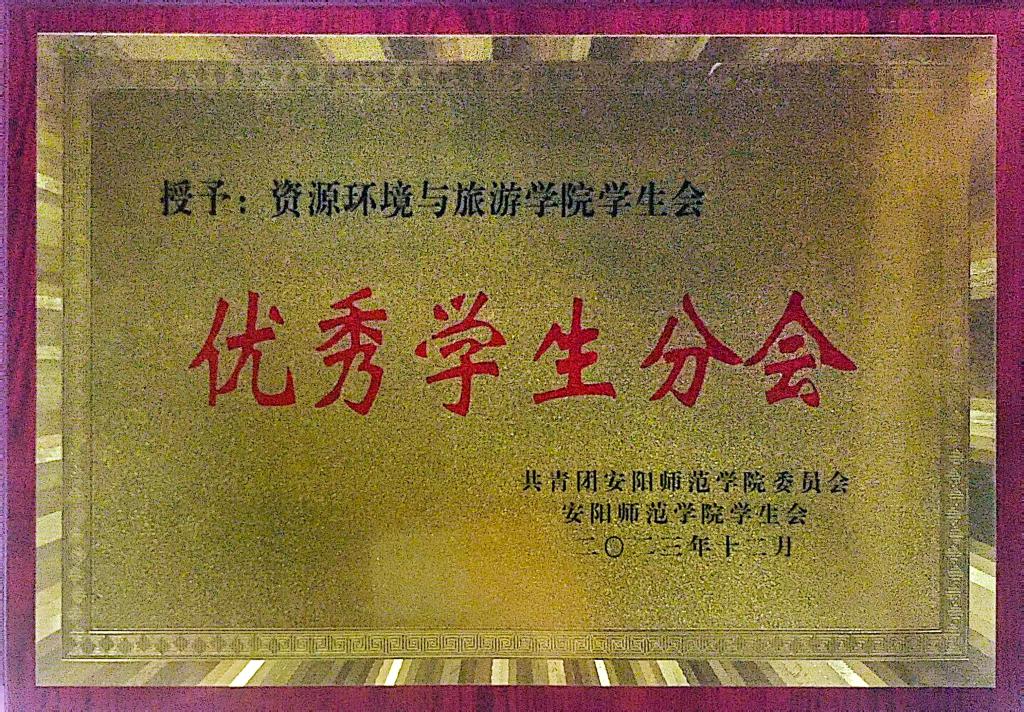 授予：资源环境与旅游学院学生会
优秀学生分会
共青团安阳师范学院委员会
安阳师范学院学生会
二〇二三年十二月